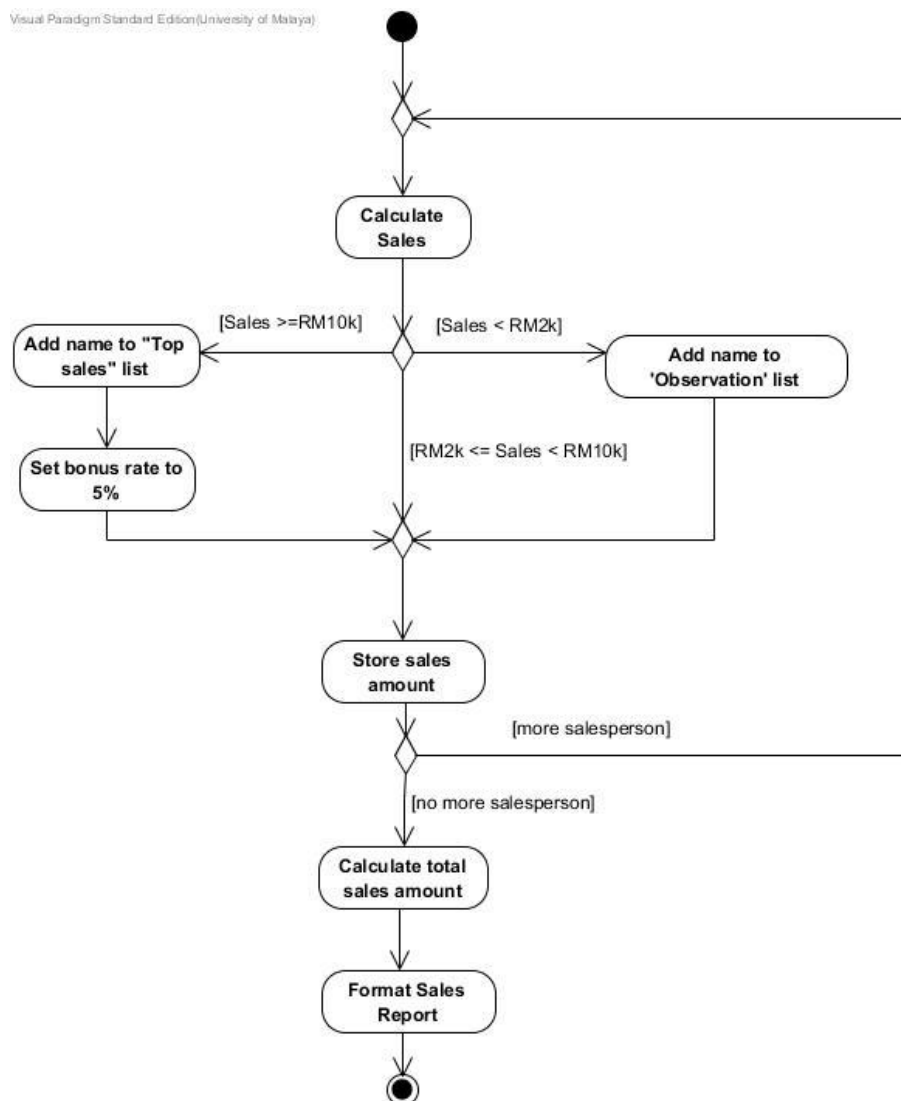 Visual Paradigm Standard Edition(University of Malaya)
Calculate
Sales
[Sales >=RM10k]
[Sales < RM2k]
Add name to "Top
sales" list
Add name to
'Observation' list
[RM2k <= Sales < RM10k]
Set bonus rate to
5%
Store sales
amount
[more salesperson]
[no more salesperson]
Calculate total
sales amount
Format Sales
Report